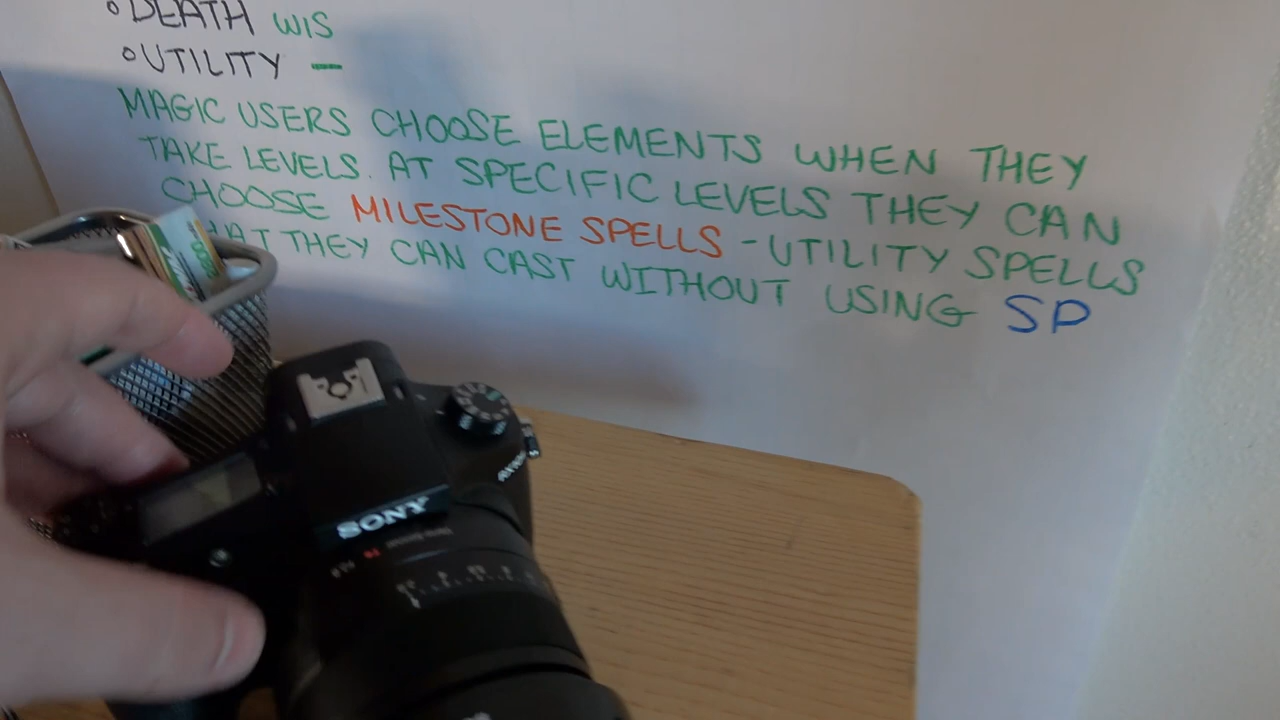 ◦DEATH WIS
◦UTILITY —
MAGIC USERS CHOOSE ELEMENTS WHEN THEY
TAKE LEVELS. AT SPECIFIC LEVELS THEY CAN
CHOOSE MILESTONE SPELLS - UTILITY SPELLS
THEY CAN CAST WITHOUT USING SP
SONY